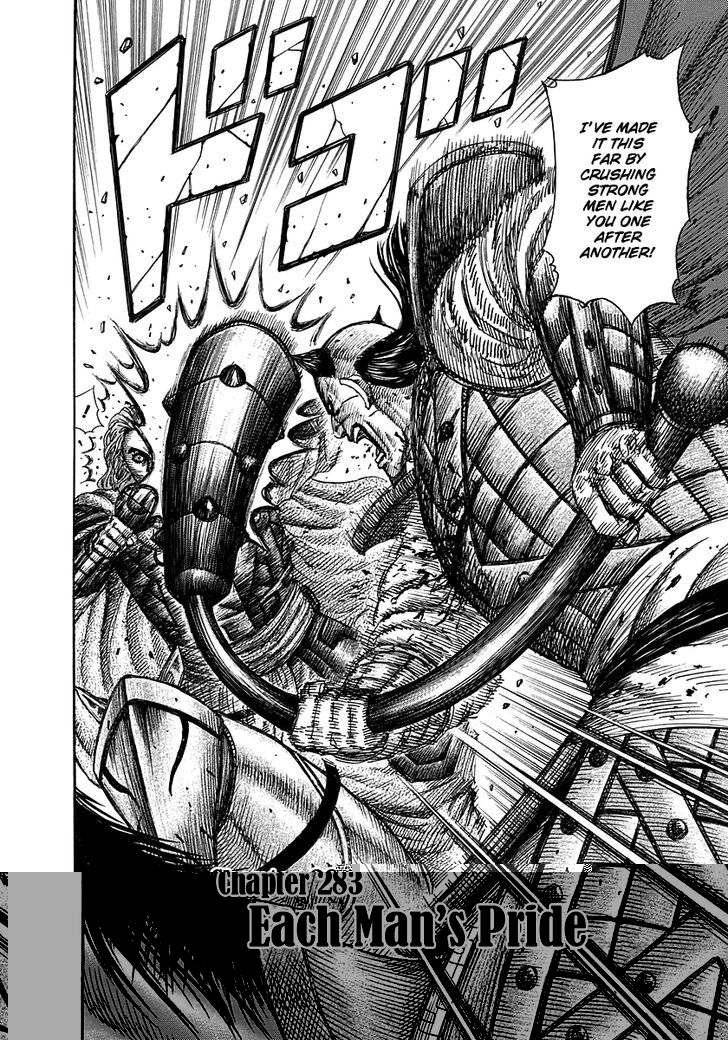 ドゴ
I'VE MADE
IT THIS
FAR BY
CRUSHING
STRONG
MEN LIKE
YOU ONE
AFTER
ANOTHER!
Chapter 283
Each Man's Pride